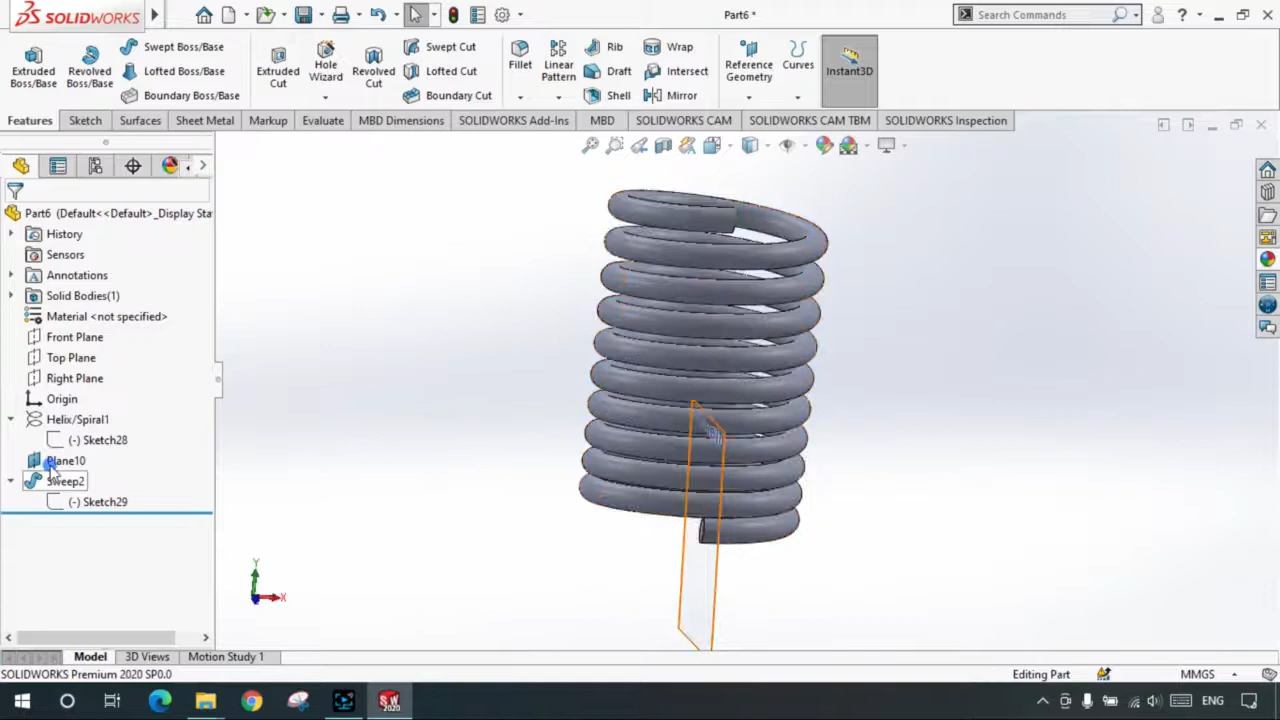 SOLIDWORKS
Part6 *
Search Commands
Extruded Boss/Base
Revolved Boss/Base
Swept Boss/Base
Lofted Boss/Base
Boundary Boss/Base
Extruded Cut
Hole Wizard
Revolved Cut
Swept Cut
Lofted Cut
Boundary Cut
Fillet
Linear Pattern
Rib
Draft
Shell
Wrap
Intersect
Mirror
Reference Geometry
Curves
Instant3D
Features Sketch Surfaces Sheet Metal Markup Evaluate MBD Dimensions SOLIDWORKS Add-Ins MBD SOLIDWORKS CAM SOLIDWORKS CAM TBM SOLIDWORKS Inspection
Part6 (Default<<Default>_Display Sta
History
Sensors
Annotations
Solid Bodies(1)
Material <not specified>
Front Plane
Top Plane
Right Plane
Origin
Helix/Spiral1
(-) Sketch28
Plane10
Sweep2
(-) Sketch29
Y
X
Model 3D Views Motion Study 1
SOLIDWORKS Premium 2020 SP0.0
Editing Part
MMGS
SW 2020
ENG